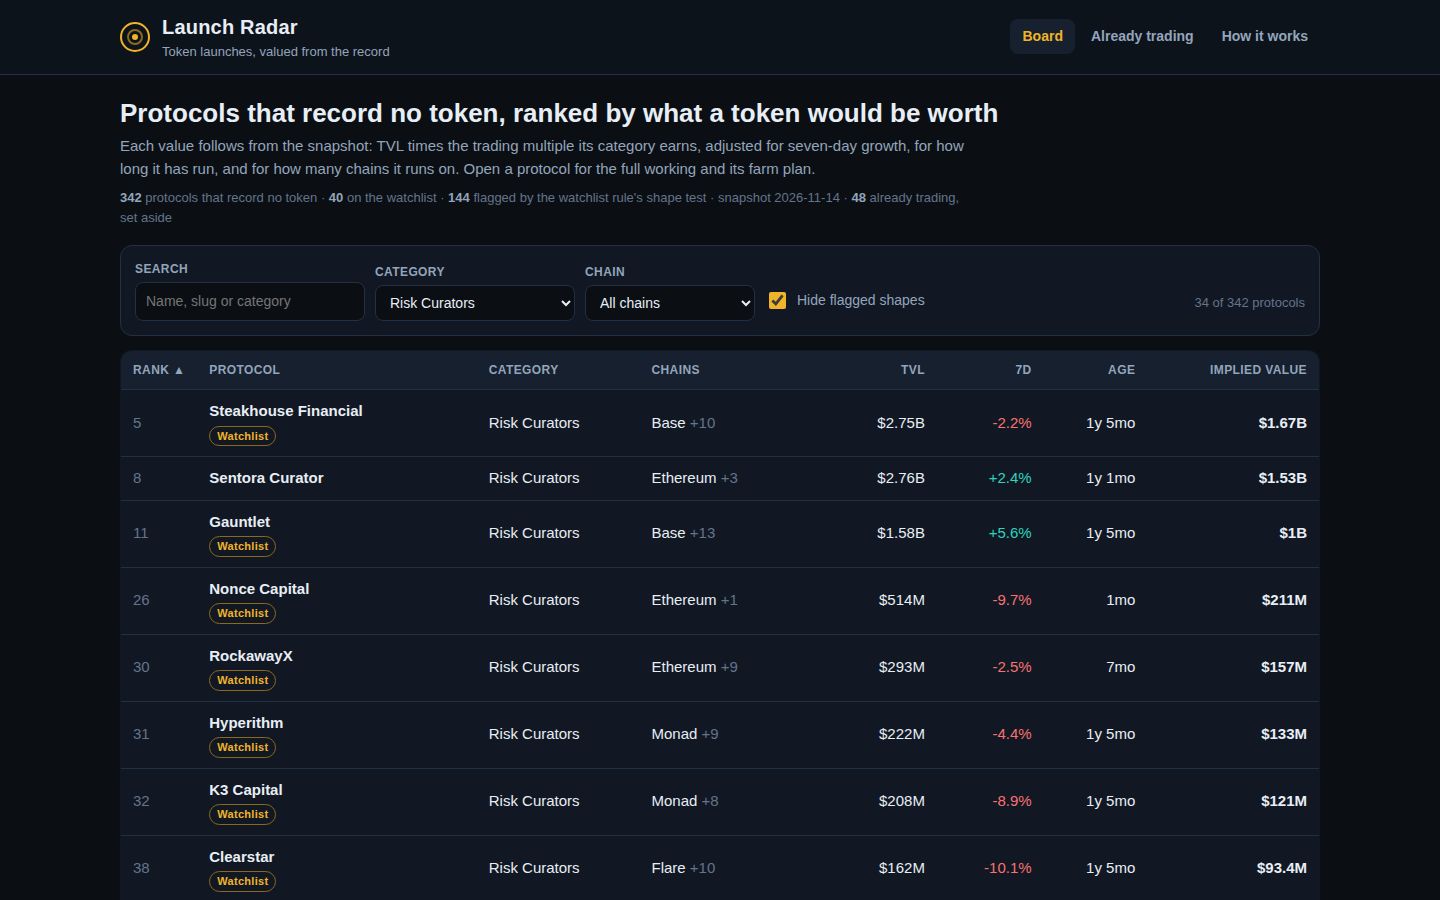 Launch Radar
Token launches, valued from the record
Board
Already trading
How it works
Protocols that record no token, ranked by what a token would be worth
Each value follows from the snapshot: TVL times the trading multiple its category earns, adjusted for seven-day growth, for how
long it has run, and for how many chains it runs on. Open a protocol for the full working and its farm plan.
342 protocols that record no token · 40 on the watchlist · 144 flagged by the watchlist rule's shape test · snapshot 2026-11-14 · 48 already trading,
set aside
SEARCH
CATEGORY
CHAIN
Name, slug or category
Risk Curators
All chains
Hide flagged shapes
34 of 342 protocols
RANK ▲ PROTOCOL CATEGORY CHAINS TVL 7D AGE IMPLIED VALUE
5 Steakhouse Financial Risk Curators Base +10 $2.75B -2.2% 1y 5mo $1.67B
Watchlist
8 Sentora Curator Risk Curators Ethereum +3 $2.76B +2.4% 1y 1mo $1.53B
11 Gauntlet Risk Curators Base +13 $1.58B +5.6% 1y 5mo $1B
Watchlist
26 Nonce Capital Risk Curators Ethereum +1 $514M -9.7% 1mo $211M
Watchlist
30 RockawayX Risk Curators Ethereum +9 $293M -2.5% 7mo $157M
Watchlist
31 Hyperithm Risk Curators Monad +9 $222M -4.4% 1y 5mo $133M
Watchlist
32 K3 Capital Risk Curators Monad +8 $208M -8.9% 1y 5mo $121M
Watchlist
38 Clearstar Risk Curators Flare +10 $162M -10.1% 1y 5mo $93.4M
Watchlist